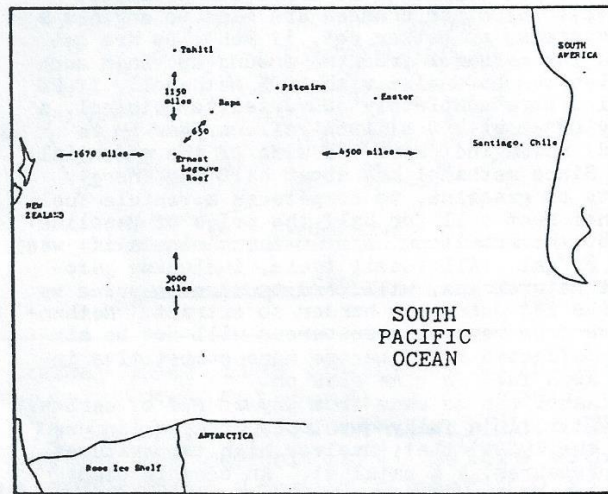 Tahiti
SOUTH
AMERICA
1150
miles
Pitcairn
Easter
Rapa
650
Santiago, Chile
1670 miles
4500 miles
Ernest
Legouve
Reef
NEW
ZEALAND
3000
miles
SOUTH
PACIFIC
OCEAN
ANTARCTICA
Ross Ice Shelf